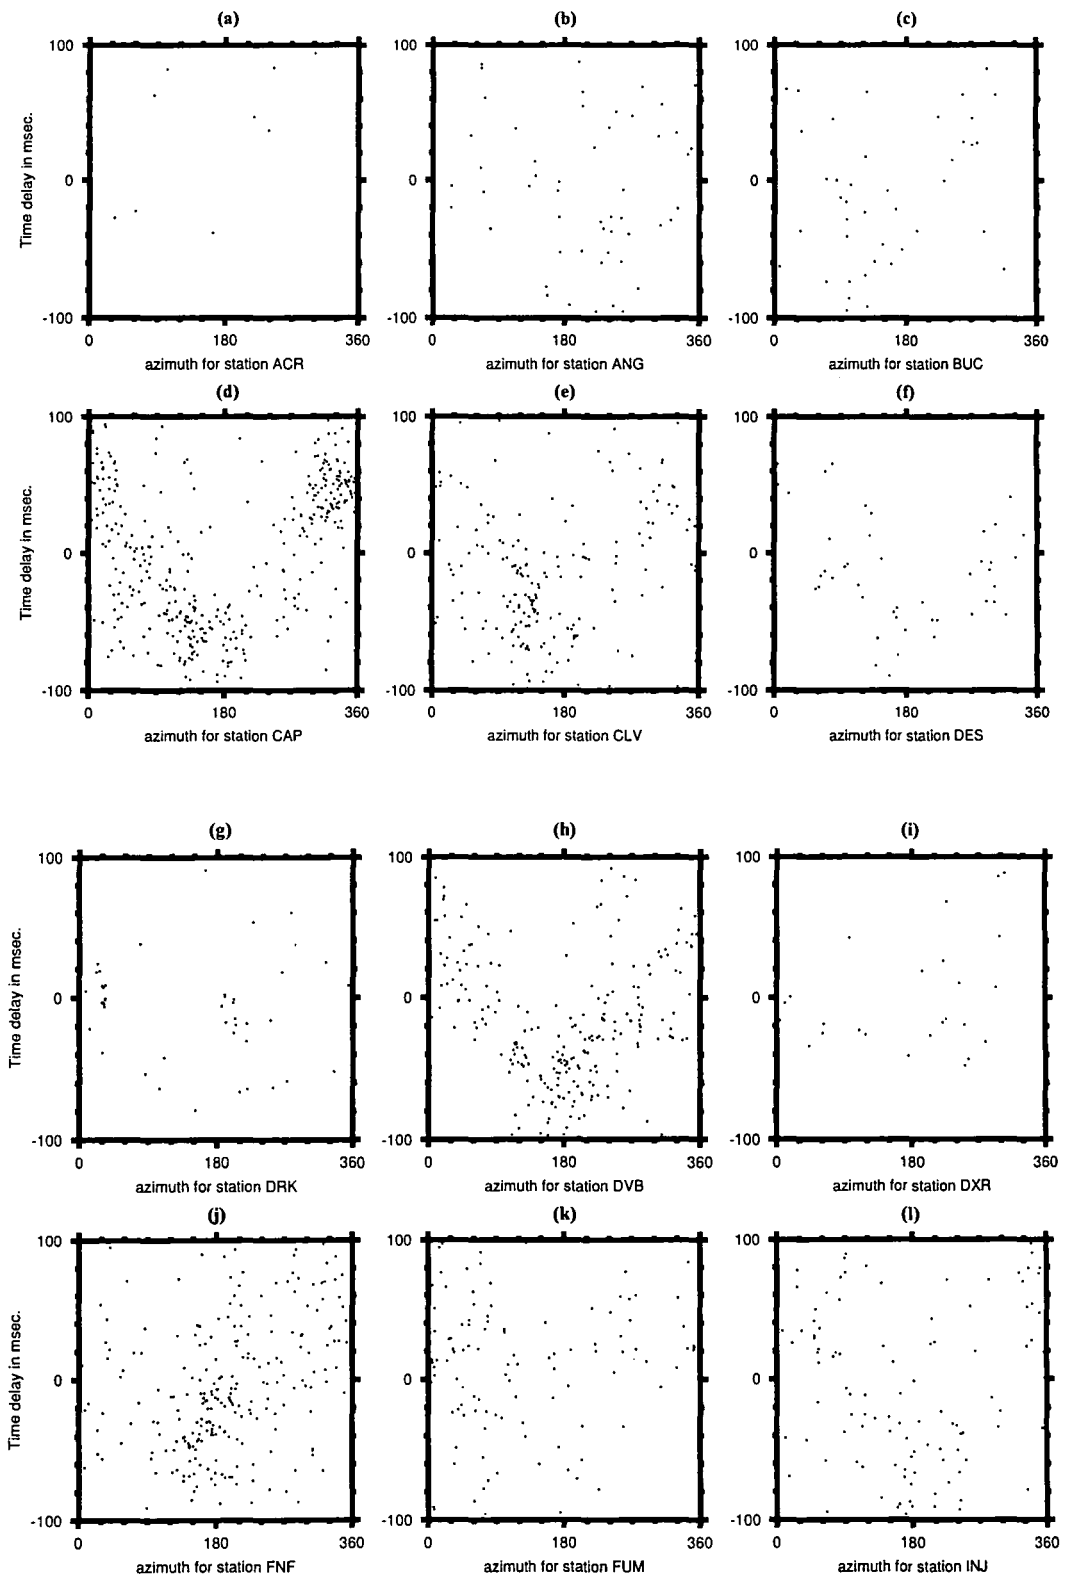 (a) (b) (c)
100 100 100
Time delay in msec.
0 0 0
-100 -100 -100
0 180 360 0 180 360 0 180 360
azimuth for station ACR azimuth for station ANG azimuth for station BUC
(d) (e) (f)
100 100 100
Time delay in msec.
0 0 0
-100 -100 -100
0 180 360 0 180 360 0 180 360
azimuth for station CAP azimuth for station CLV azimuth for station DES
(g) (h) (i)
100 100 100
Time delay in msec.
0 0 0
-100 -100 -100
0 180 360 0 180 360 0 180 360
azimuth for station DRK azimuth for station DVB azimuth for station DXR
(j) (k) (l)
100 100 100
Time delay in msec.
0 0 0
-100 -100 -100
0 180 360 0 180 360 0 180 360
azimuth for station FNF azimuth for station FUM azimuth for station INJ